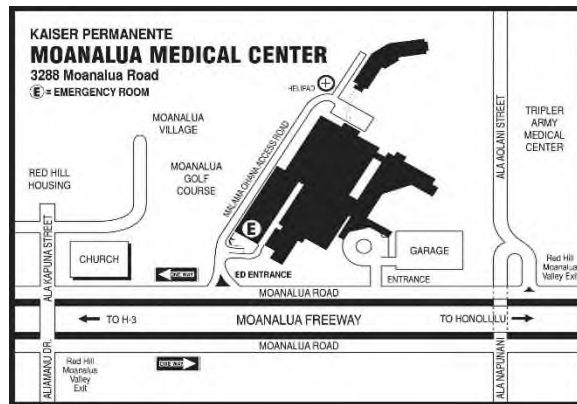 KAISER PERMANENTE
MOANALUA MEDICAL CENTER
3288 Moanalua Road
E = EMERGENCY ROOM
HELIPAD
MOANALUA
VILLAGE
MOANALUA
GOLF
COURSE
MALAMA OHANA ACCESS ROAD
RED HILL
HOUSING
ALA KAPUNA STREET
CHURCH
E
ED ENTRANCE
ONE WAY
GARAGE
ENTRANCE
ALA AOLANI STREET
TRIPLER
ARMY
MEDICAL
CENTER
Red Hill
Moanalua
Valley Exit
MOANALUA ROAD
TO H-3
MOANALUA FREEWAY
TO HONOLULU
MOANALUA ROAD
ALIAMANU DR.
Red Hill
Moanalua
Valley
Exit
ONE WAY
ALA NAPUNANI